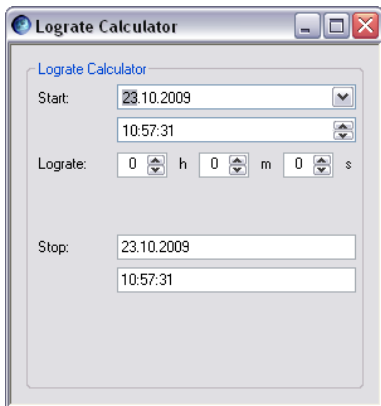 Lograte Calculator
Lograte Calculator
Start: 23.10.2009
10:57:31
Lograte: 0 h 0 m 0 s
Stop: 23.10.2009
10:57:31